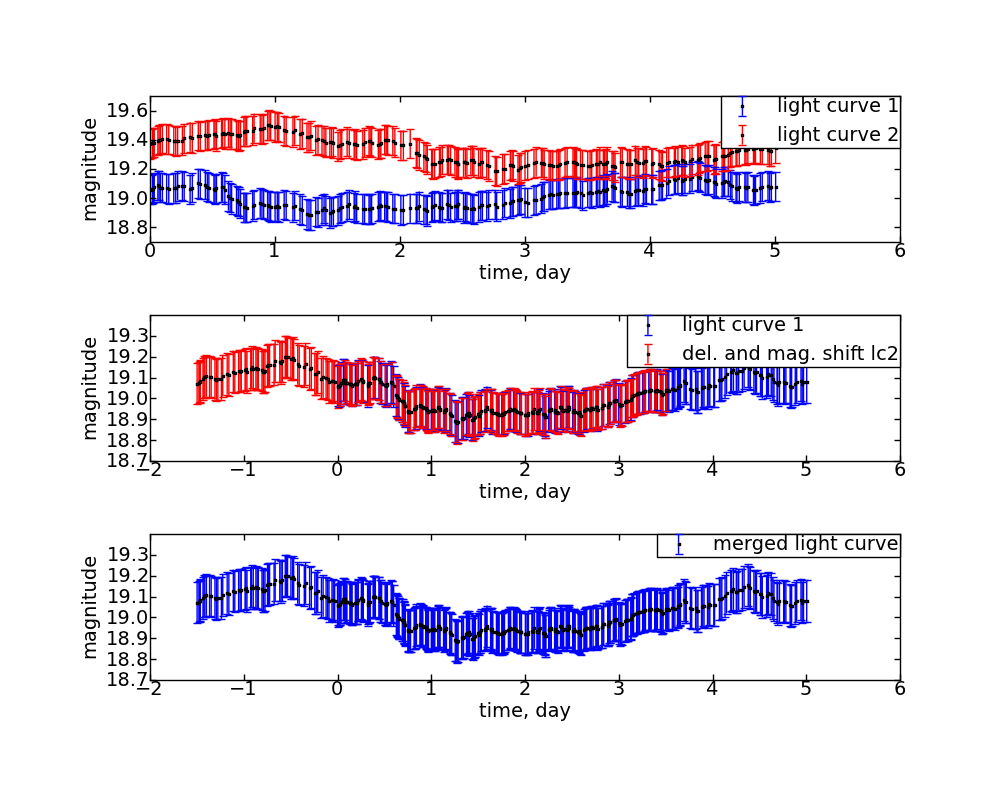 19.6
19.4
19.2
19.0
18.8
magnitude
light curve 1
light curve 2
0 1 2 3 4 5 6
time, day
19.3
19.2
19.1
19.0
18.9
18.8
18.7
magnitude
light curve 1
del. and mag. shift lc2
−2 −1 0 1 2 3 4 5 6
time, day
19.3
19.2
19.1
19.0
18.9
18.8
18.7
magnitude
merged light curve
−2 −1 0 1 2 3 4 5 6
time, day